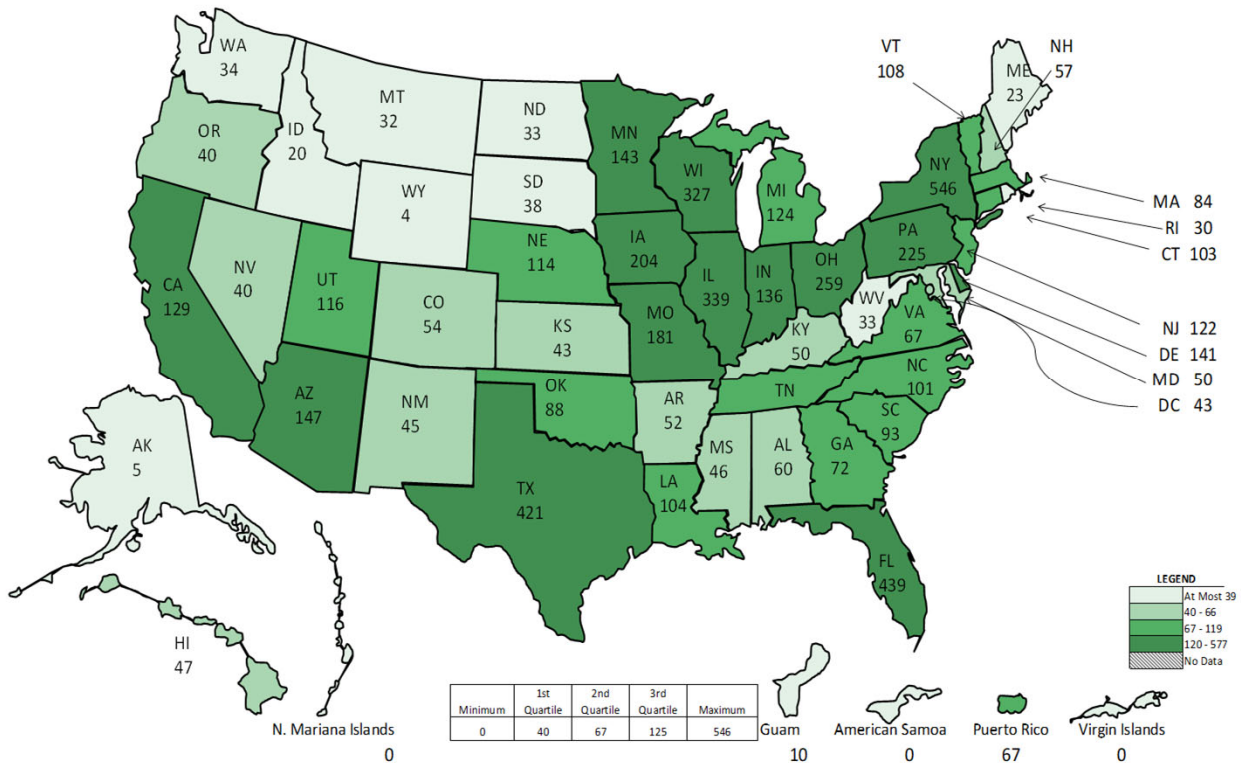 VT
108
NH
57
WA
34
ME
23
MT
32
ND
33
MN
143
OR
40
ID
20
NY
546
WI
327
SD
38
MI
124
WY
4
MA 84
RI 30
CT 103
IA
204
NE
114
PA
225
OH
259
IL
339
IN
136
NV
40
UT
116
CA
129
CO
54
WV
33
VA
67
MO
181
KS
43
KY
50
NJ 122
DE 141
MD 50
DC 43
NC
101
TN
OK
88
AZ
147
NM
45
AR
52
SC
93
MS
46
AL
60
GA
72
AK
5
LA
104
TX
421
FL
439
HI
47
LEGEND
At Most 39
40 - 66
67 - 119
120 - 577
No Data
Minimum 1st Quartile 2nd Quartile 3rd Quartile Maximum
0 40 67 125 546
N. Mariana Islands
0
Guam
10
American Samoa
0
Puerto Rico
67
Virgin Islands
0